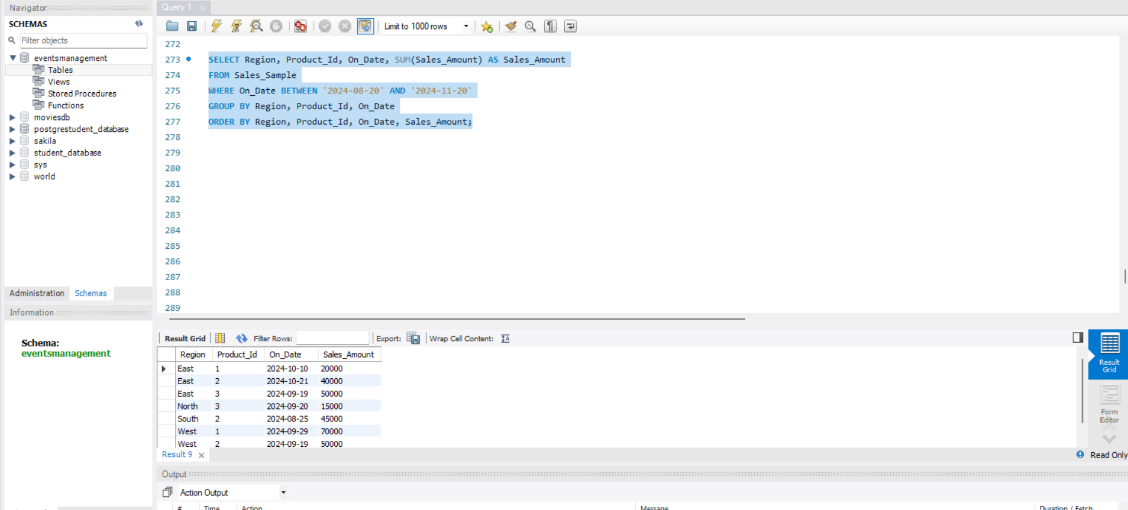 Navigator
Query 1
SCHEMAS
Limit to 1000 rows
Filter objects
eventsmanagement
Tables
Views
Stored Procedures
Functions
moviesdb
postgrestudent_database
sakila
student_database
sys
world
272
273 SELECT Region, Product_Id, On_Date, SUM(Sales_Amount) AS Sales_Amount
274 FROM Sales_Sample
275 WHERE On_Date BETWEEN '2024-08-20' AND '2024-11-20'
276 GROUP BY Region, Product_Id, On_Date
277 ORDER BY Region, Product_Id, On_Date, Sales_Amount;
278
279
280
281
282
283
284
285
286
287
288
289
Administration Schemas
Information
Schema:
eventsmanagement
Result Grid Filter Rows: Export: Wrap Cell Content:
Region Product_Id On_Date Sales_Amount
East 1 2024-10-10 20000
East 2 2024-10-21 40000
East 3 2024-09-19 50000
North 3 2024-09-20 15000
South 2 2024-08-25 45000
West 1 2024-09-29 70000
West 2 2024-09-19 50000
Result
Grid
Form
Editor
Result 9
Read Only
Output
Action Output
# Time Action Message Duration / Fetch